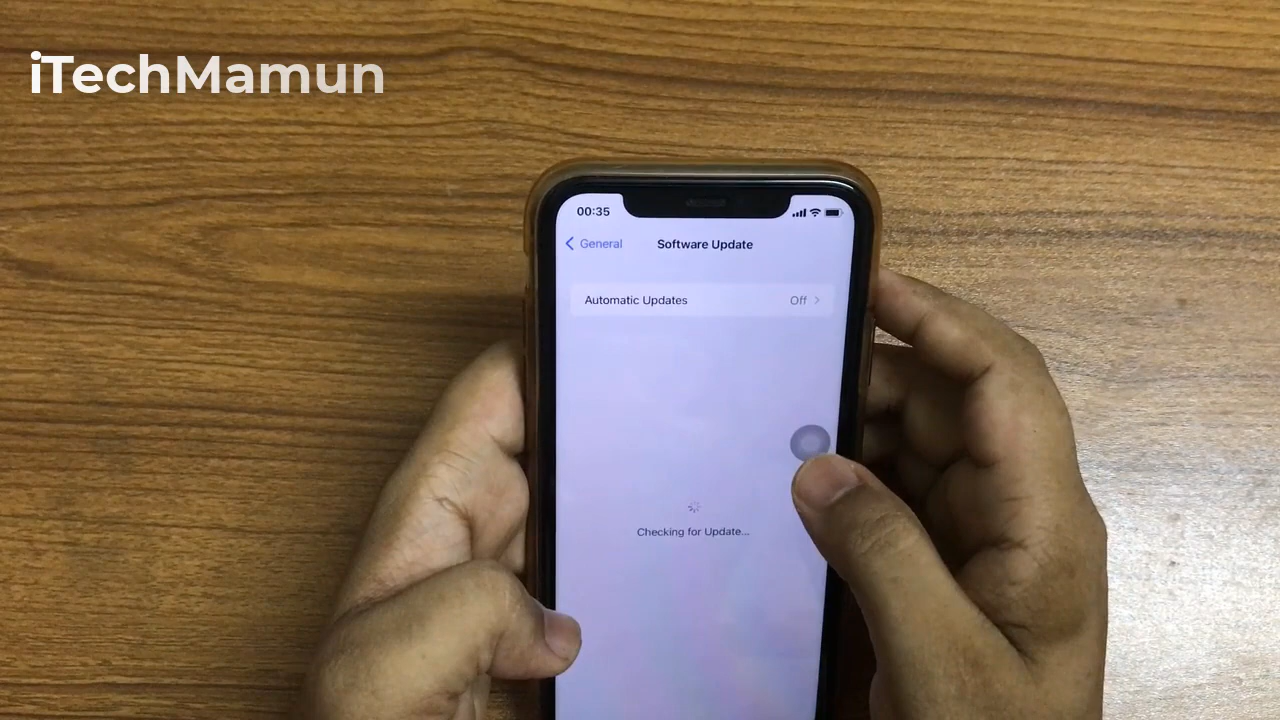 iTechMamun
00:35
General
Software Update
Automatic Updates
Off
Checking for Update...